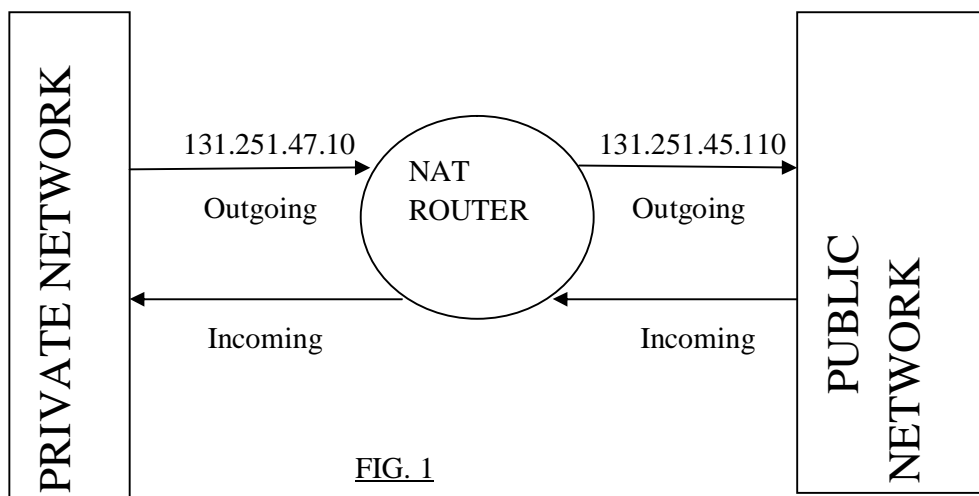 PRIVATE NETWORK
131.251.47.10
Outgoing
Incoming
NAT
ROUTER
131.251.45.110
Outgoing
Incoming
PUBLIC
NETWORK
FIG. 1